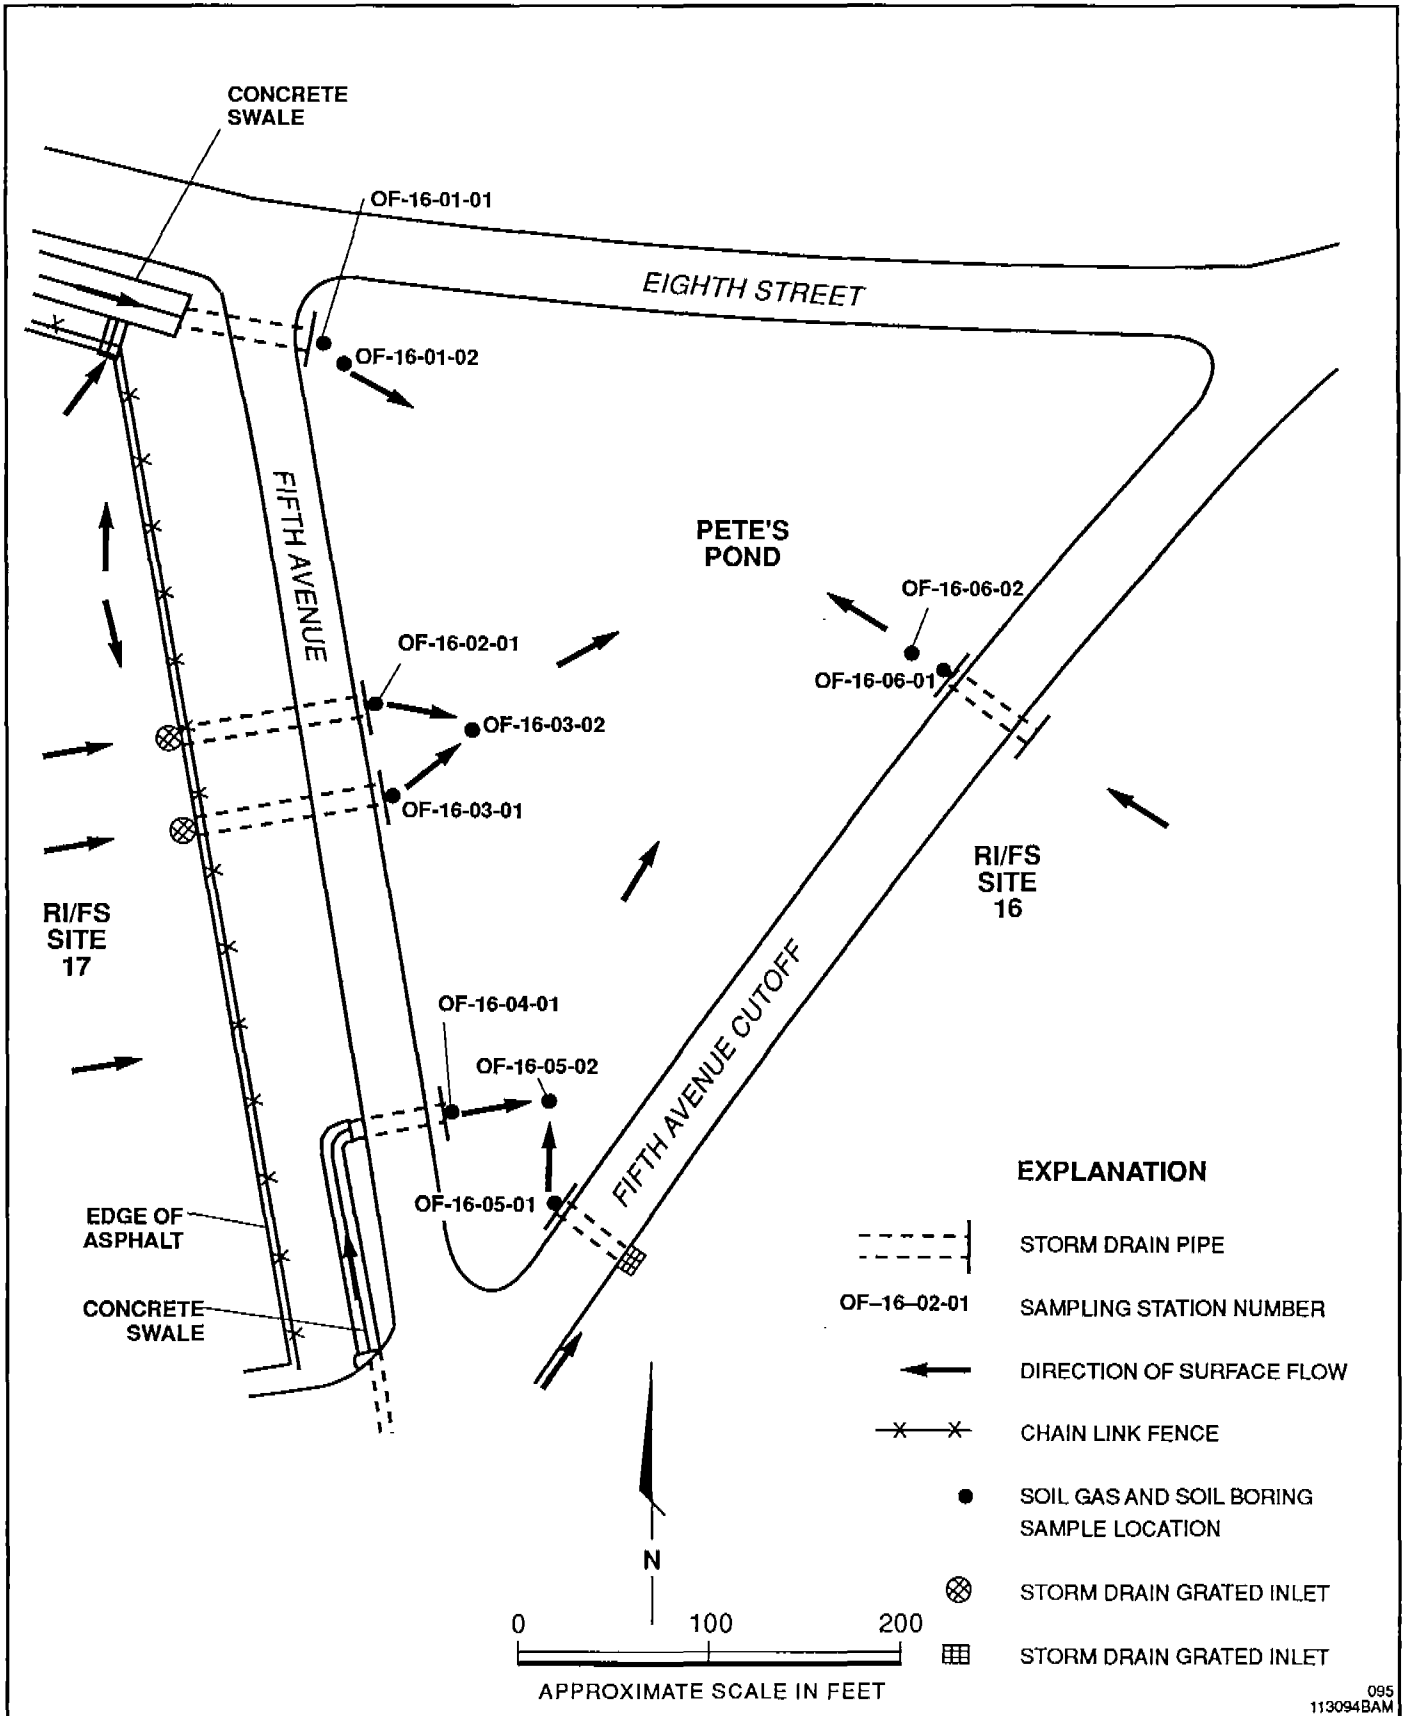 CONCRETE
SWALE
OF-16-01-01
EIGHTH STREET
OF-16-01-02
FIFTH AVENUE
PETE'S
POND
OF-16-06-02
OF-16-02-01
OF-16-06-01
OF-16-03-02
OF-16-03-01
RI/FS
SITE
16
RI/FS
SITE
17
FIFTH AVENUE CUTOFF
OF-16-04-01
OF-16-05-02
OF-16-05-01
EDGE OF
ASPHALT
CONCRETE
SWALE
EXPLANATION
STORM DRAIN PIPE
OF–16–02-01 SAMPLING STATION NUMBER
DIRECTION OF SURFACE FLOW
CHAIN LINK FENCE
SOIL GAS AND SOIL BORING
SAMPLE LOCATION
STORM DRAIN GRATED INLET
STORM DRAIN GRATED INLET
N
0 100 200
APPROXIMATE SCALE IN FEET
095
113094BAM